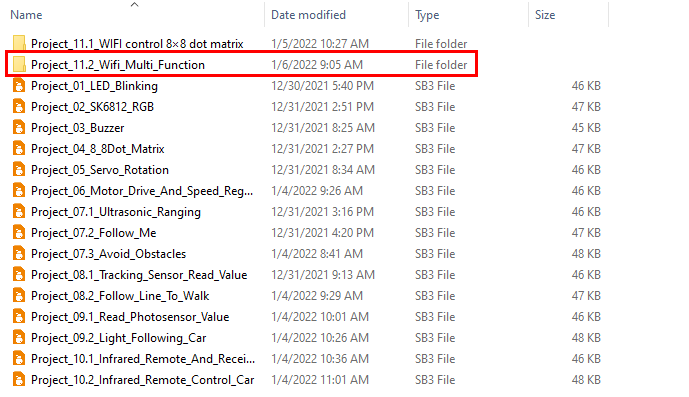 Name Date modified Type Size
Project_11.1_WIFI control 8×8 dot matrix 1/5/2022 10:27 AM File folder
Project_11.2_Wifi_Multi_Function 1/6/2022 9:05 AM File folder
Project_01_LED_Blinking 12/30/2021 5:40 PM SB3 File 46 KB
Project_02_SK6812_RGB 12/31/2021 2:51 PM SB3 File 47 KB
Project_03_Buzzer 12/31/2021 8:25 AM SB3 File 45 KB
Project_04_8_8Dot_Matrix 12/31/2021 2:27 PM SB3 File 47 KB
Project_05_Servo_Rotation 12/31/2021 8:34 AM SB3 File 46 KB
Project_06_Motor_Drive_And_Speed_Reg... 1/4/2022 9:26 AM SB3 File 46 KB
Project_07.1_Ultrasonic_Ranging 12/31/2021 3:16 PM SB3 File 46 KB
Project_07.2_Follow_Me 12/31/2021 4:20 PM SB3 File 47 KB
Project_07.3_Avoid_Obstacles 1/4/2022 8:41 AM SB3 File 48 KB
Project_08.1_Tracking_Sensor_Read_Value 12/31/2021 9:13 AM SB3 File 46 KB
Project_08.2_Follow_Line_To_Walk 1/4/2022 9:29 AM SB3 File 47 KB
Project_09.1_Read_Photosensor_Value 1/4/2022 10:01 AM SB3 File 46 KB
Project_09.2_Light_Following_Car 1/4/2022 10:26 AM SB3 File 48 KB
Project_10.1_Infrared_Remote_And_Recei... 1/4/2022 10:36 AM SB3 File 46 KB
Project_10.2_Infrared_Remote_Control_Car 1/4/2022 11:01 AM SB3 File 48 KB